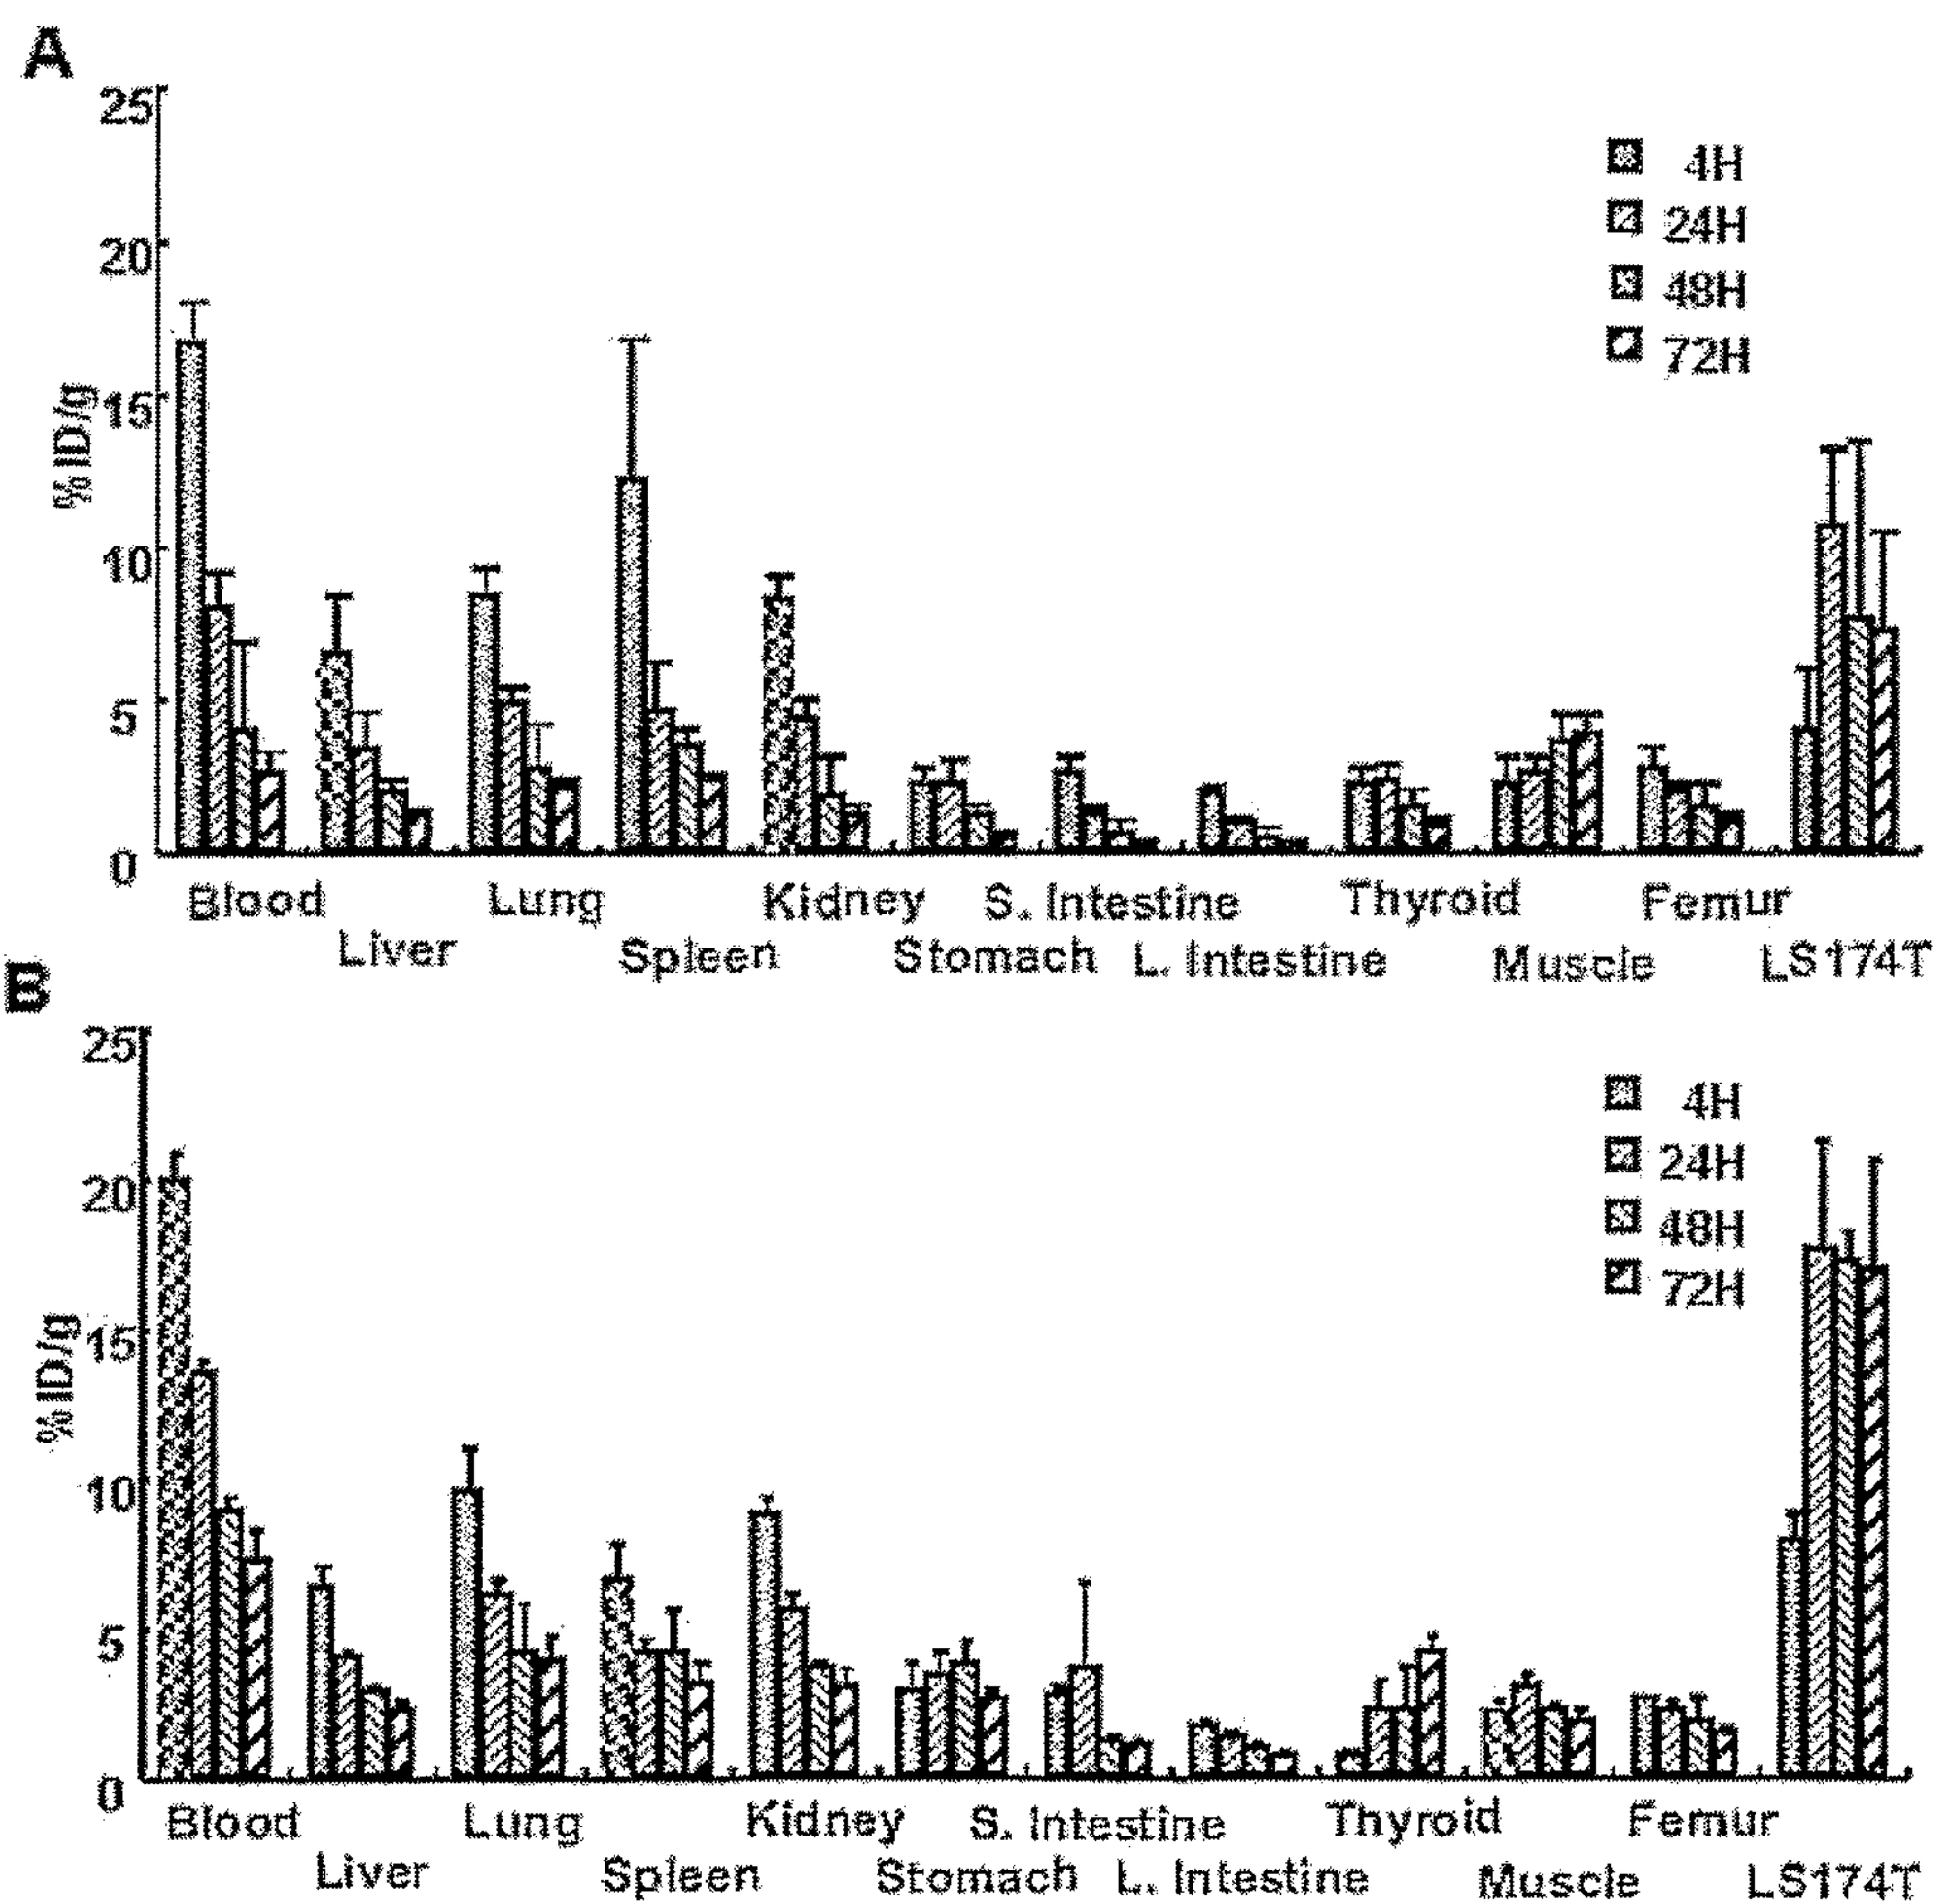 A
25
20
15
10
5
0
% ID/g
4H
24H
48H
72H
Blood
Liver
Lung
Spleen
Kidney
Stomach
S. Intestine
L. Intestine
Thyroid
Muscle
Femur
LS174T
B
25
20
15
10
5
0
% ID/g
4H
24H
48H
72H
Blood
Liver
Lung
Spleen
Kidney
Stomach
S. Intestine
L. Intestine
Thyroid
Muscle
Femur
LS174T